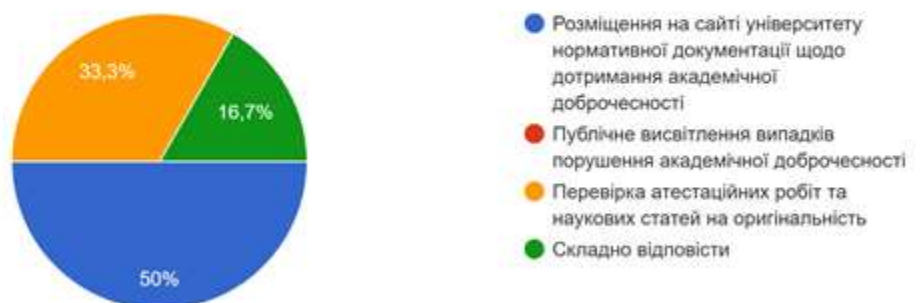 33,3%
16,7%
50%
Розміщення на сайті університету
нормативної документації щодо
дотримання академічної
доброчесності
Публічне висвітлення випадків
порушення академічної доброчесності
Перевірка атестаційних робіт та
наукових статей на оригінальність
Складно відповісти